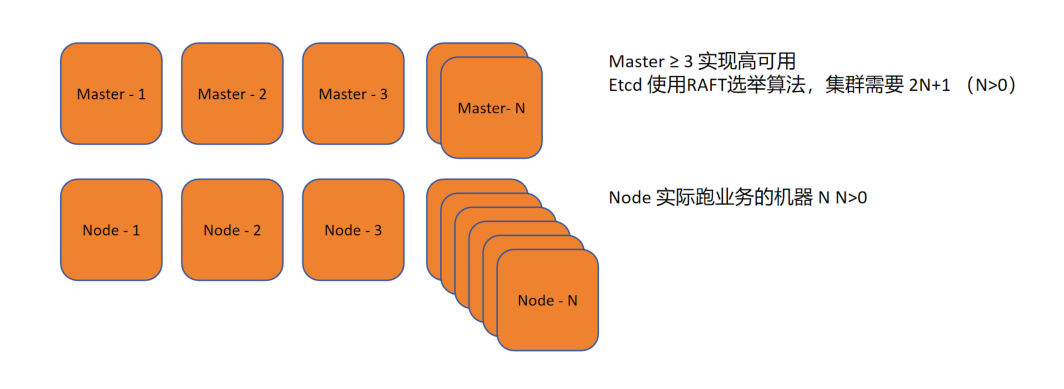 Master - 1
Master - 2
Master - 3
Master- N
Master ≥ 3 实现高可用
Etcd 使用RAFT选举算法，集群需要 2N+1 （N>0）
Node - 1
Node - 2
Node - 3
Node - N
Node 实际跑业务的机器 N N>0